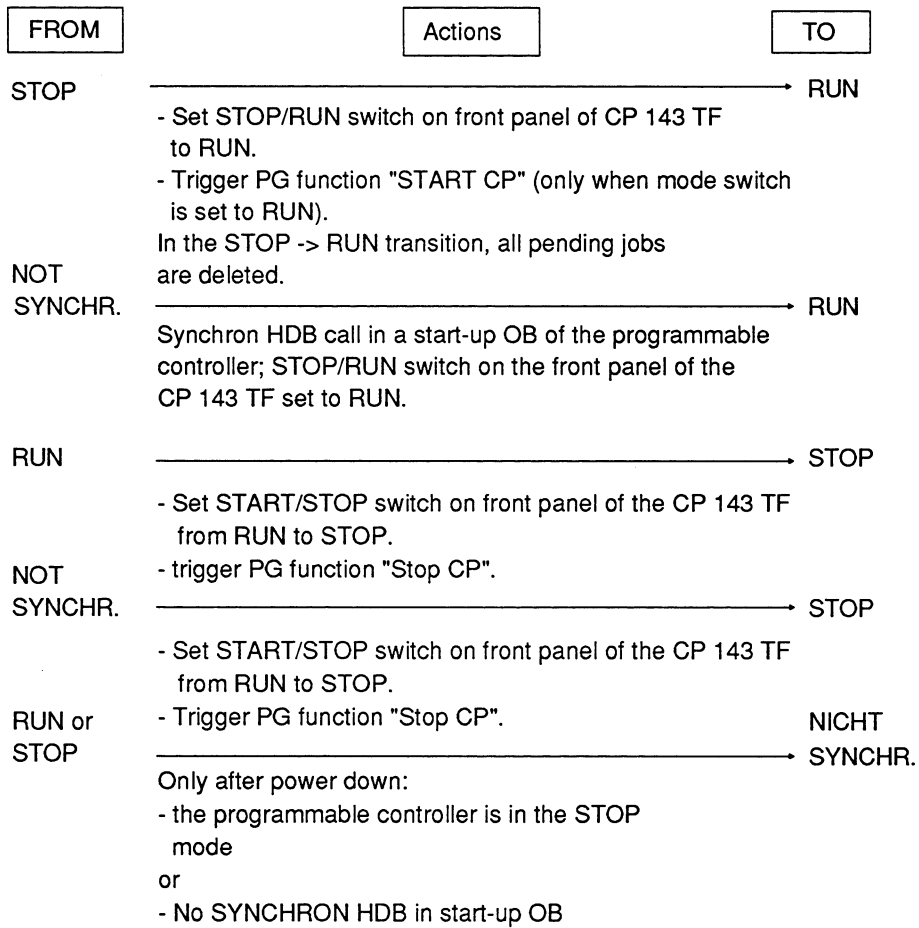 FROM Actions TO
STOP RUN
- Set STOP/RUN switch on front panel of CP 143 TF
to RUN.
- Trigger PG function "START CP" (only when mode switch
is set to RUN).
In the STOP -> RUN transition, all pending jobs
are deleted.
NOT
SYNCHR. RUN
Synchron HDB call in a start-up OB of the programmable
controller; STOP/RUN switch on the front panel of the
CP 143 TF set to RUN.
RUN STOP
- Set START/STOP switch on front panel of the CP 143 TF
from RUN to STOP.
- trigger PG function "Stop CP".
NOT
SYNCHR. STOP
- Set START/STOP switch on front panel of the CP 143 TF
from RUN to STOP.
- Trigger PG function "Stop CP".
RUN or NICHT
STOP SYNCHR.
Only after power down:
- the programmable controller is in the STOP
mode
or
- No SYNCHRON HDB in start-up OB